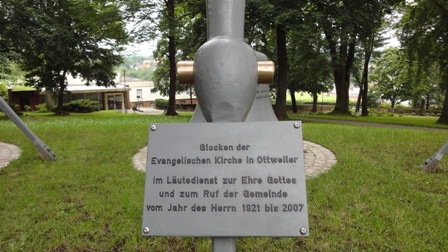 Glocken der
Evangelischen Kirche in Ottweiler
im Läutedienst zur Ehre Gottes
und zum Ruf der Gemeinde
vom Jahr des Herrn 1921 bis 2007